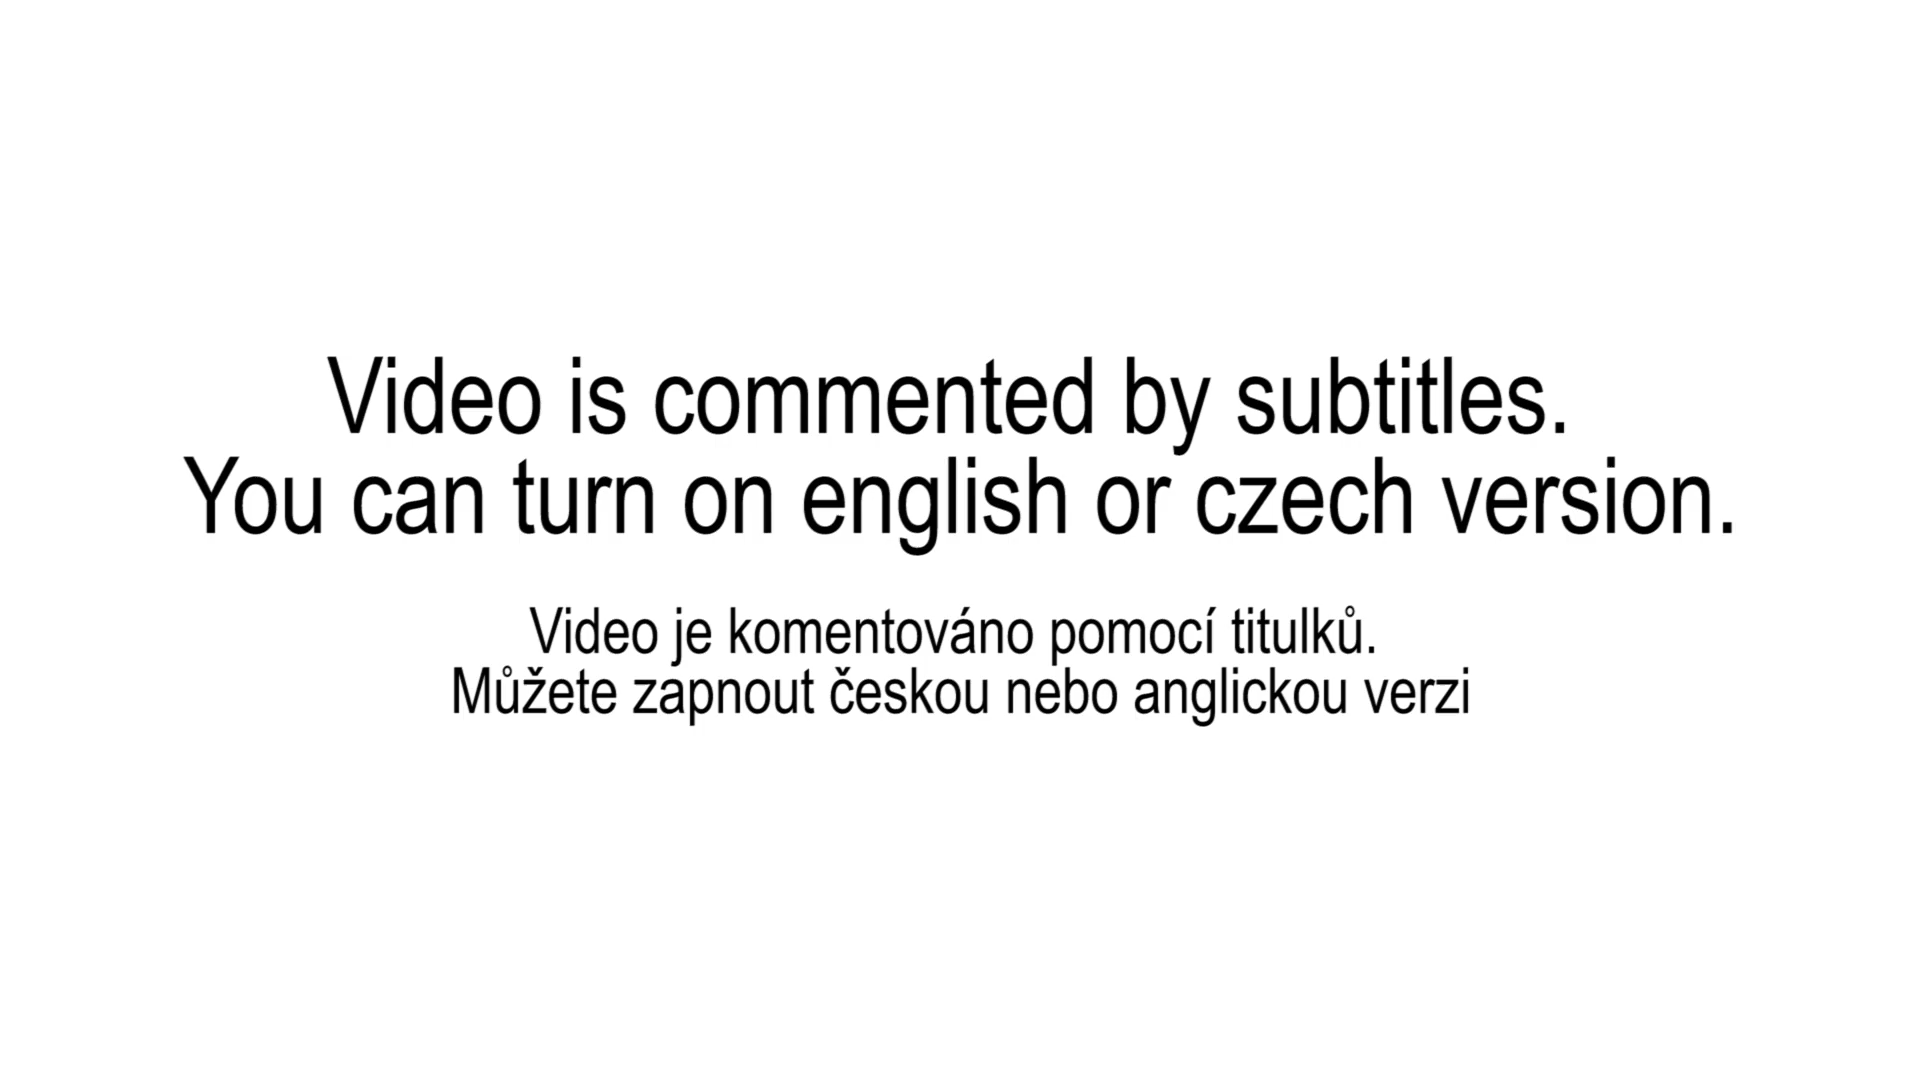 Video is commented by subtitles.
You can turn on english or czech version.
Video je komentováno pomocí titulků.
Můžete zapnout českou nebo anglickou verzi